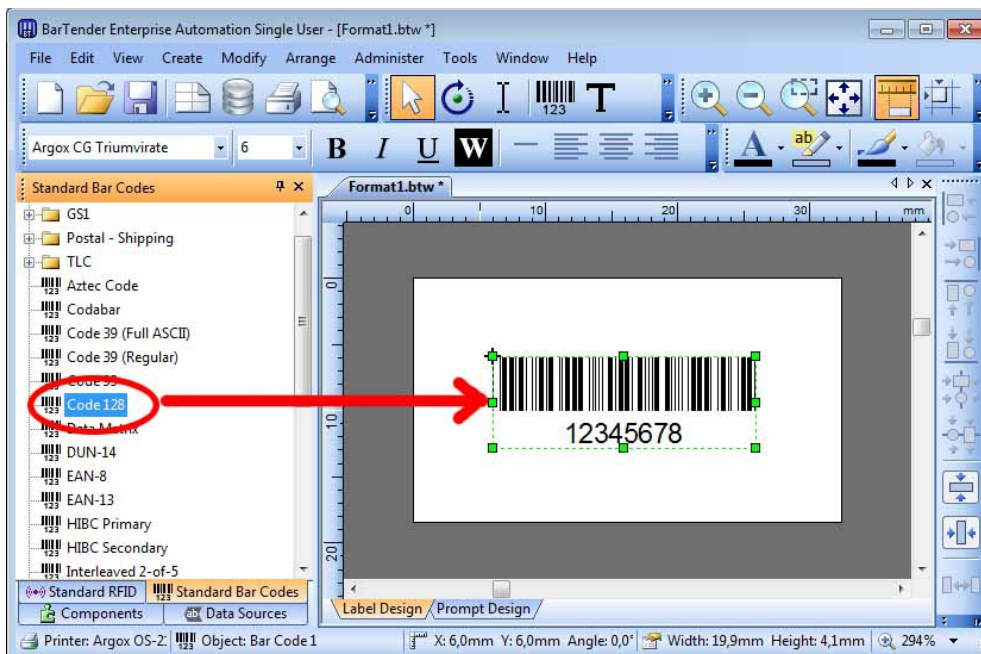 BarTender Enterprise Automation Single User - [Format1.btw *]
File Edit View Create Modify Arrange Administer Tools Window Help
123 T
Argox CG Triumvirate 6 B I U W A ab
Standard Bar Codes
Format1.btw *
GS1
Postal - Shipping
TLC
Aztec Code
Codabar
Code 39 (Full ASCII)
Code 39 (Regular)
Code 93
Code 128
Data Matrix
DUN-14
EAN-8
EAN-13
HIBC Primary
HIBC Secondary
Interleaved 2-of-5
0 10 20 30 mm
0
10
20
12345678
Standard RFID Standard Bar Codes
Components Data Sources
Label Design Prompt Design
Printer: Argox OS-2 Object: Bar Code 1 X: 6,0mm Y: 6,0mm Angle: 0,0° Width: 19,9mm Height: 4,1mm 294%